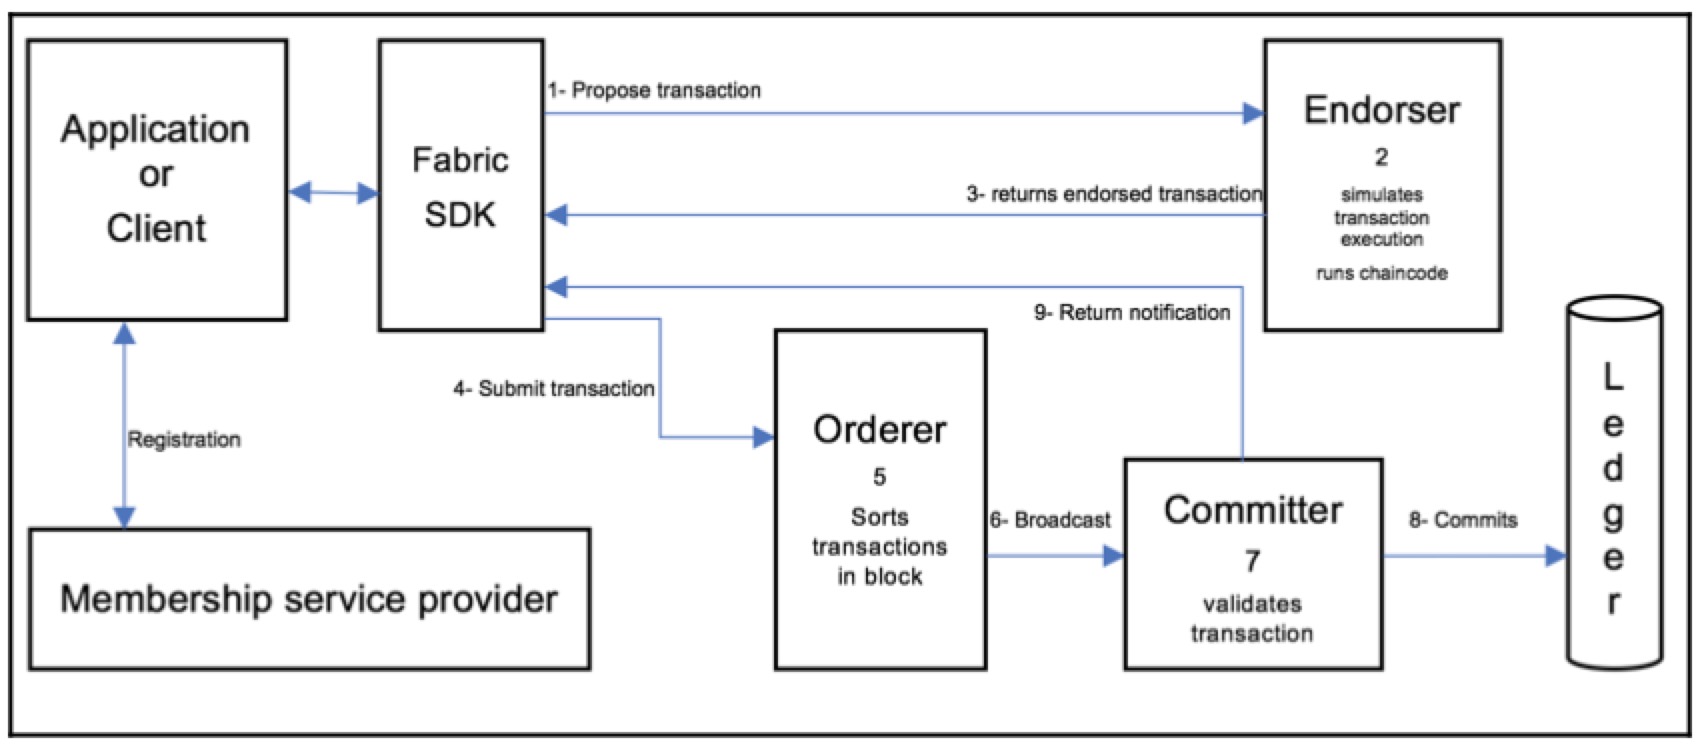 Application
or
Client
Fabric
SDK
1- Propose transaction
3- returns endorsed transaction
9- Return notification
4- Submit transaction
Endorser
2
simulates
transaction
execution
runs chaincode
Registration
Membership service provider
Orderer
5
Sorts
transactions
in block
6- Broadcast
Committer
7
validates
transaction
8- Commits
L
e
d
g
e
r